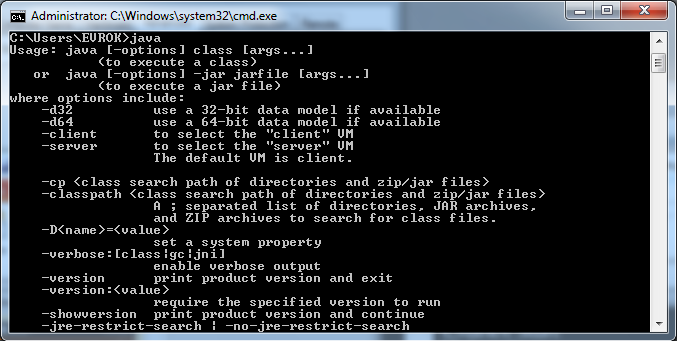 Administrator: C:\Windows\system32\cmd.exe
C:\Users\EVROK>java
Usage: java [-options] class [args...]
(to execute a class)
or java [-options] -jar jarfile [args...]
(to execute a jar file)
where options include:
-d32 use a 32-bit data model if available
-d64 use a 64-bit data model if available
-client to select the "client" VM
-server to select the "server" VM
The default VM is client.
-cp <class search path of directories and zip/jar files>
-classpath <class search path of directories and zip/jar files>
A ; separated list of directories, JAR archives,
and ZIP archives to search for class files.
-D<name>=<value>
set a system property
-verbose:[class|gc|jni]
enable verbose output
-version print product version and exit
-version:<value>
require the specified version to run
-showversion print product version and continue
-jre-restrict-search | -no-jre-restrict-search